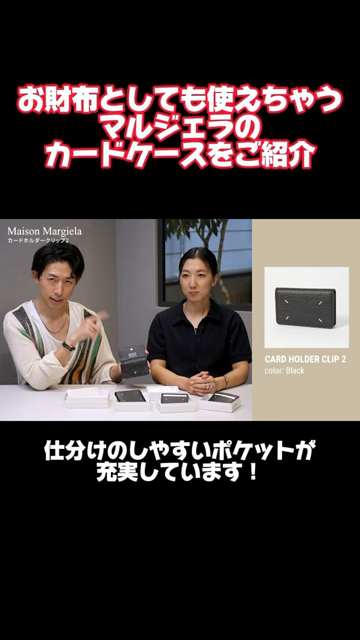 お財布としても使えちゃう
マルジェラの
カードケースをご紹介
Maison Margiela
カードホルダークリップ2
CARD HOLDER CLIP 2
color: Black
仕分けのしやすいポケットが
充実しています！